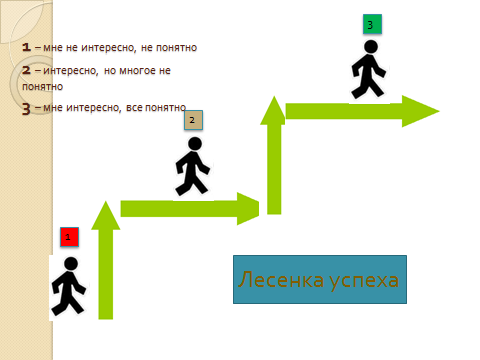 1 – мне не интересно, не понятно
2 – интересно, но многое не
понятно
3 – мне интересно, все понятно
3
2
1
Лесенка успеха